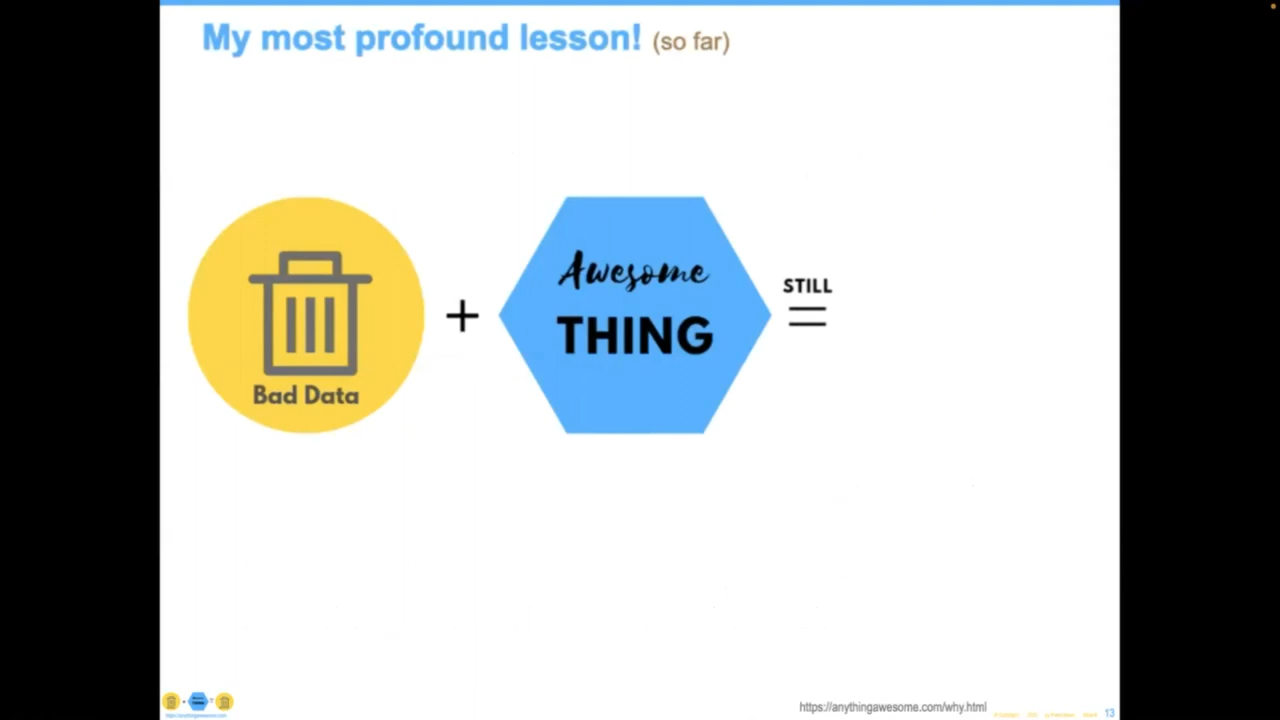 My most profound lesson! (so far)
Bad Data
+
Awesome
THING
STILL
=
https://anythingawesome.com/why.html
13